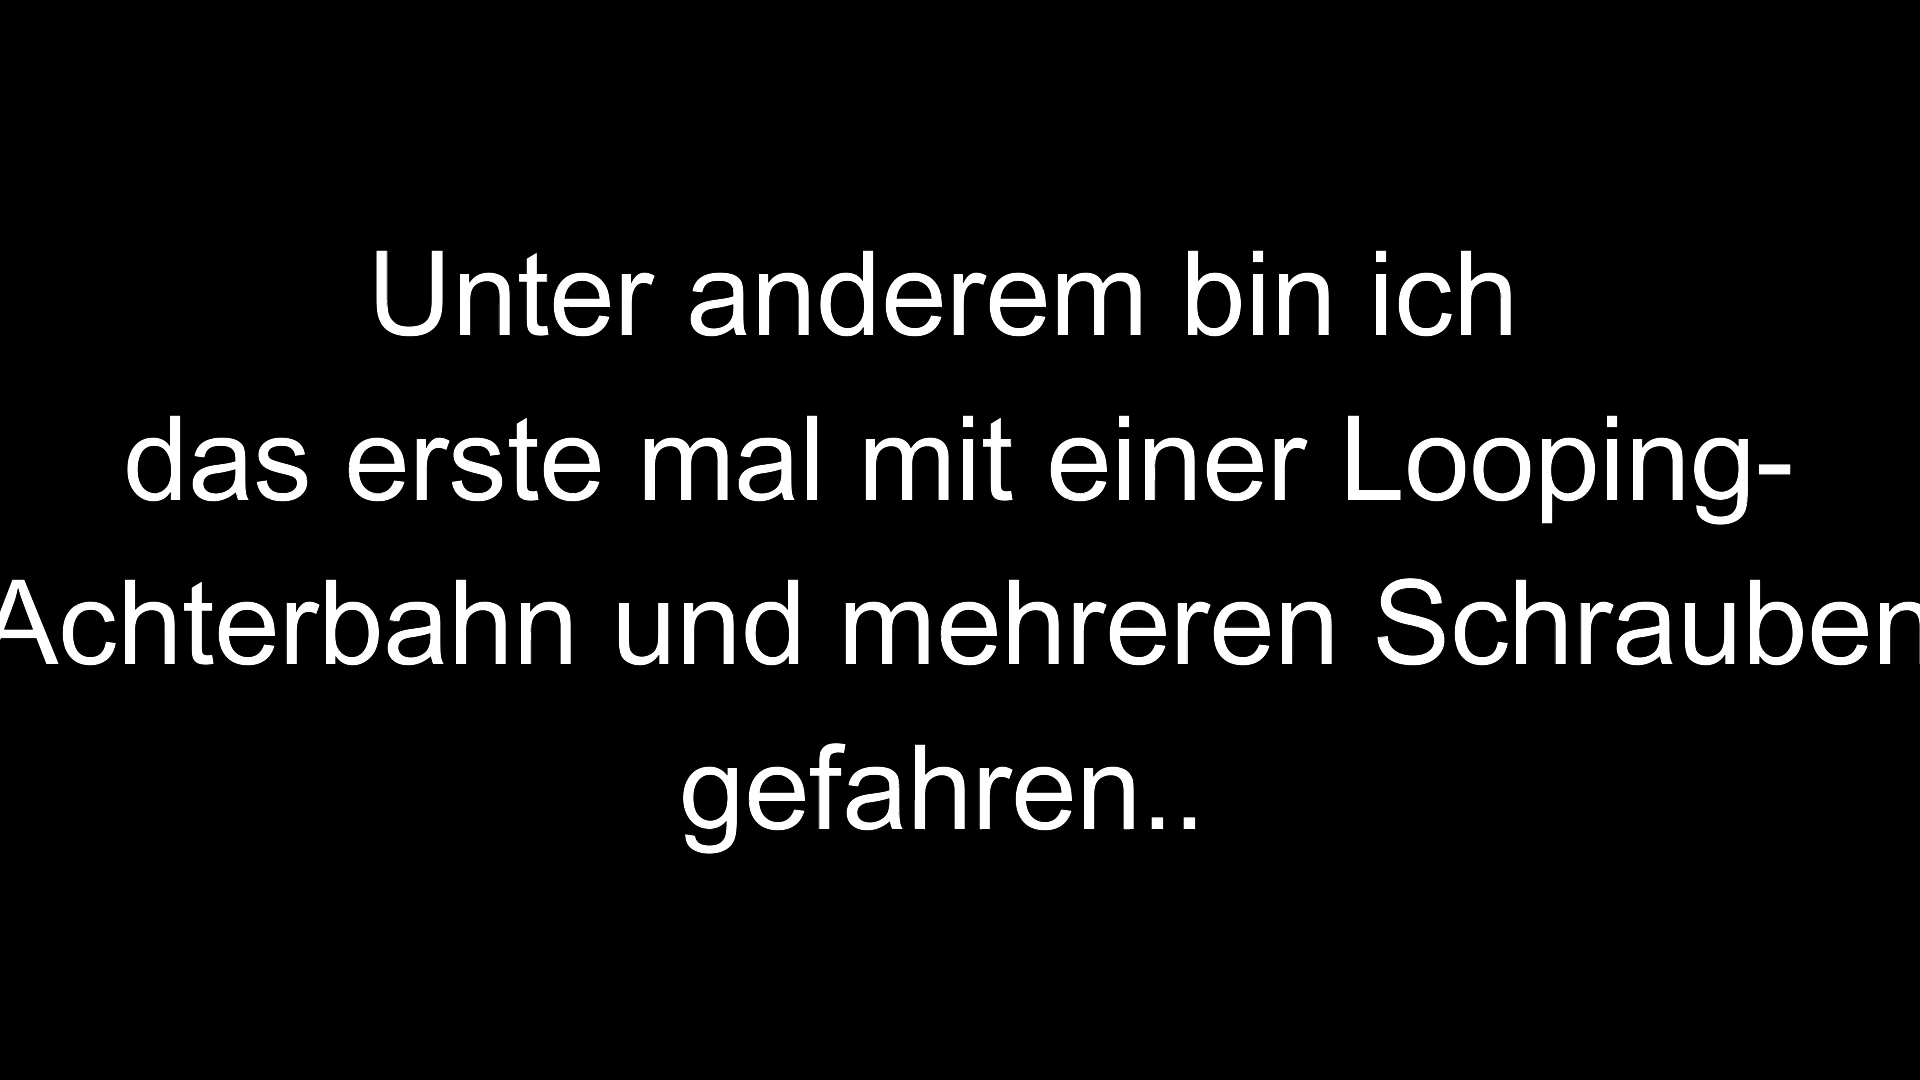 Unter anderem bin ich
das erste mal mit einer Looping-
Achterbahn und mehreren Schrauben
gefahren..